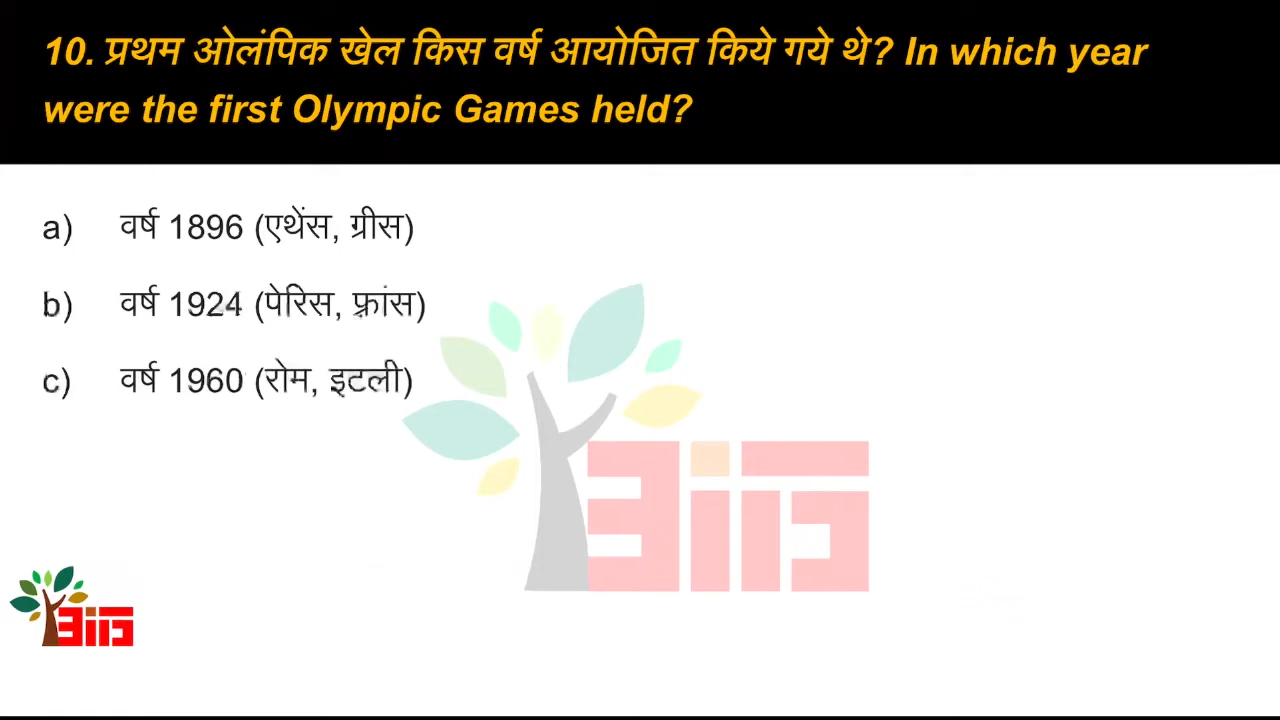 10. प्रथम ओलंपिक खेल किस वर्ष आयोजित किये गये थे? In which year
were the first Olympic Games held?
a) वर्ष 1896 (एथेंस, ग्रीस)
b) वर्ष 1924 (पेरिस, फ़्रांस)
c) वर्ष 1960 (रोम, इटली)